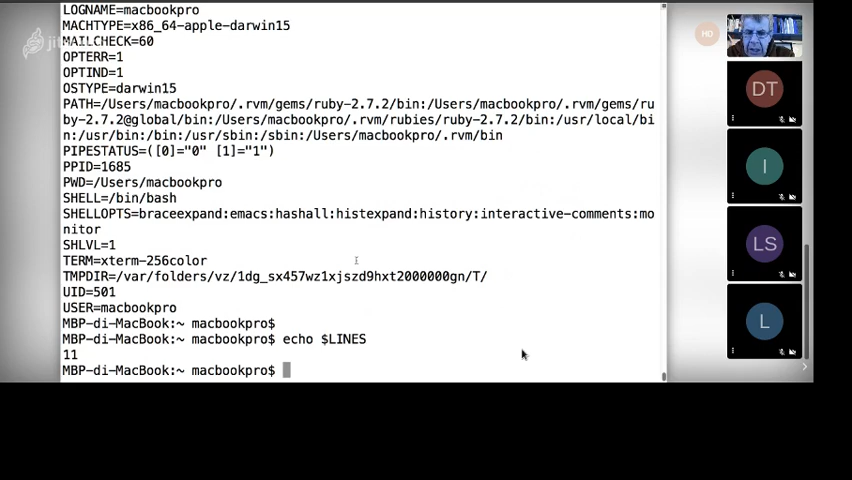 LOGNAME=macbookpro
MACHTYPE=x86_64-apple-darwin15
MAILCHECK=60
OPTERR=1
OPTIND=1
OSTYPE=darwin15
PATH=/Users/macbookpro/.rvm/gems/ruby-2.7.2/bin:/Users/macbookpro/.rvm/gems/ru
by-2.7.2@global/bin:/Users/macbookpro/.rvm/rubies/ruby-2.7.2/bin:/usr/local/bi
n:/usr/bin:/bin:/usr/sbin:/sbin:/Users/macbookpro/.rvm/bin
PIPESTATUS=([0]="0" [1]="1")
PPID=1685
PWD=/Users/macbookpro
SHELL=/bin/bash
SHELLOPTS=braceexpand:emacs:hashall:histexpand:history:interactive-comments:mo
nitor
SHLVL=1
TERM=xterm-256color
TMPDIR=/var/folders/vz/1dg_sx457wz1xjszd9hxt2000000gn/T/
UID=501
USER=macbookpro
MBP-di-MacBook:~ macbookpro$
MBP-di-MacBook:~ macbookpro$ echo $LINES
11
MBP-di-MacBook:~ macbookpro$
HD
DT
I
LS
L